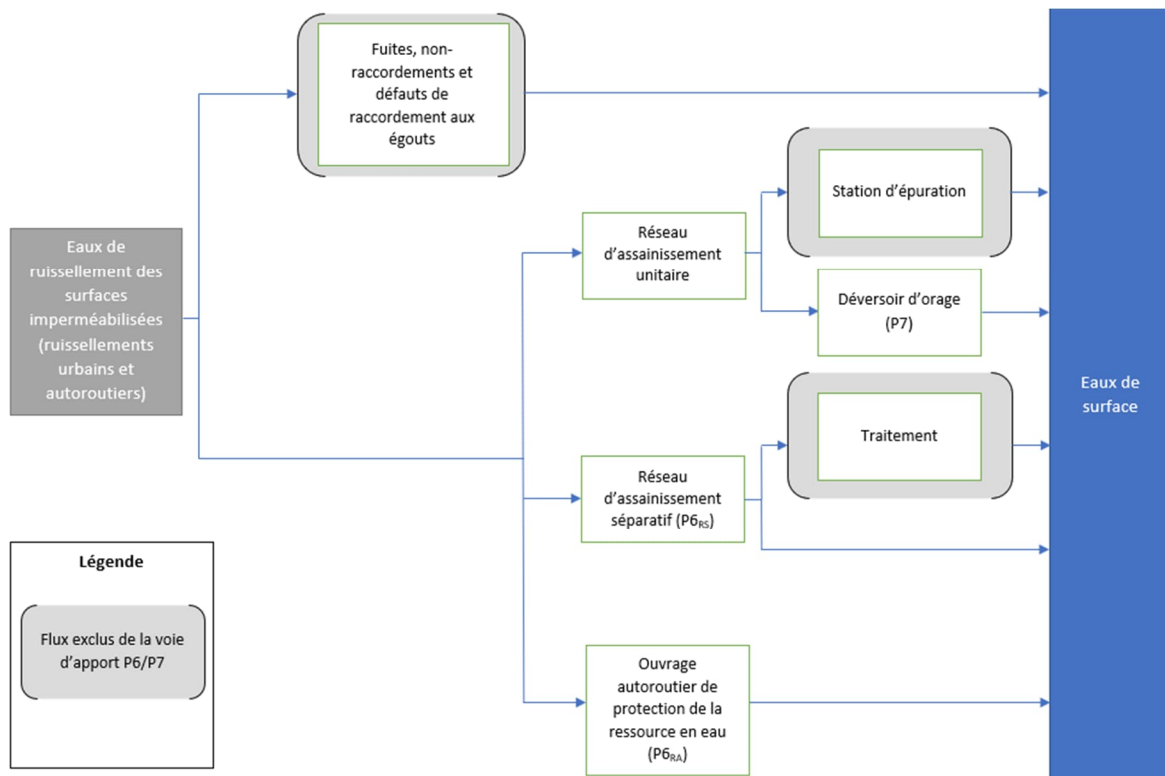 Fuites, non-
raccordements et
défauts de
raccordement aux
égouts
Station d'épuration
Eaux de
ruissellement des
surfaces
imperméabilisées
(ruissellements
urbains et
autoroutiers)
Réseau
d'assainissement
unitaire
Déversoir d'orage
(P7)
Eaux de
surface
Traitement
Réseau
d'assainissement
séparatif (P6RS)
Légende
Flux exclus de la voie
d'apport P6/P7
Ouvrage
autoroutier de
protection de la
ressource en eau
(P6RA)